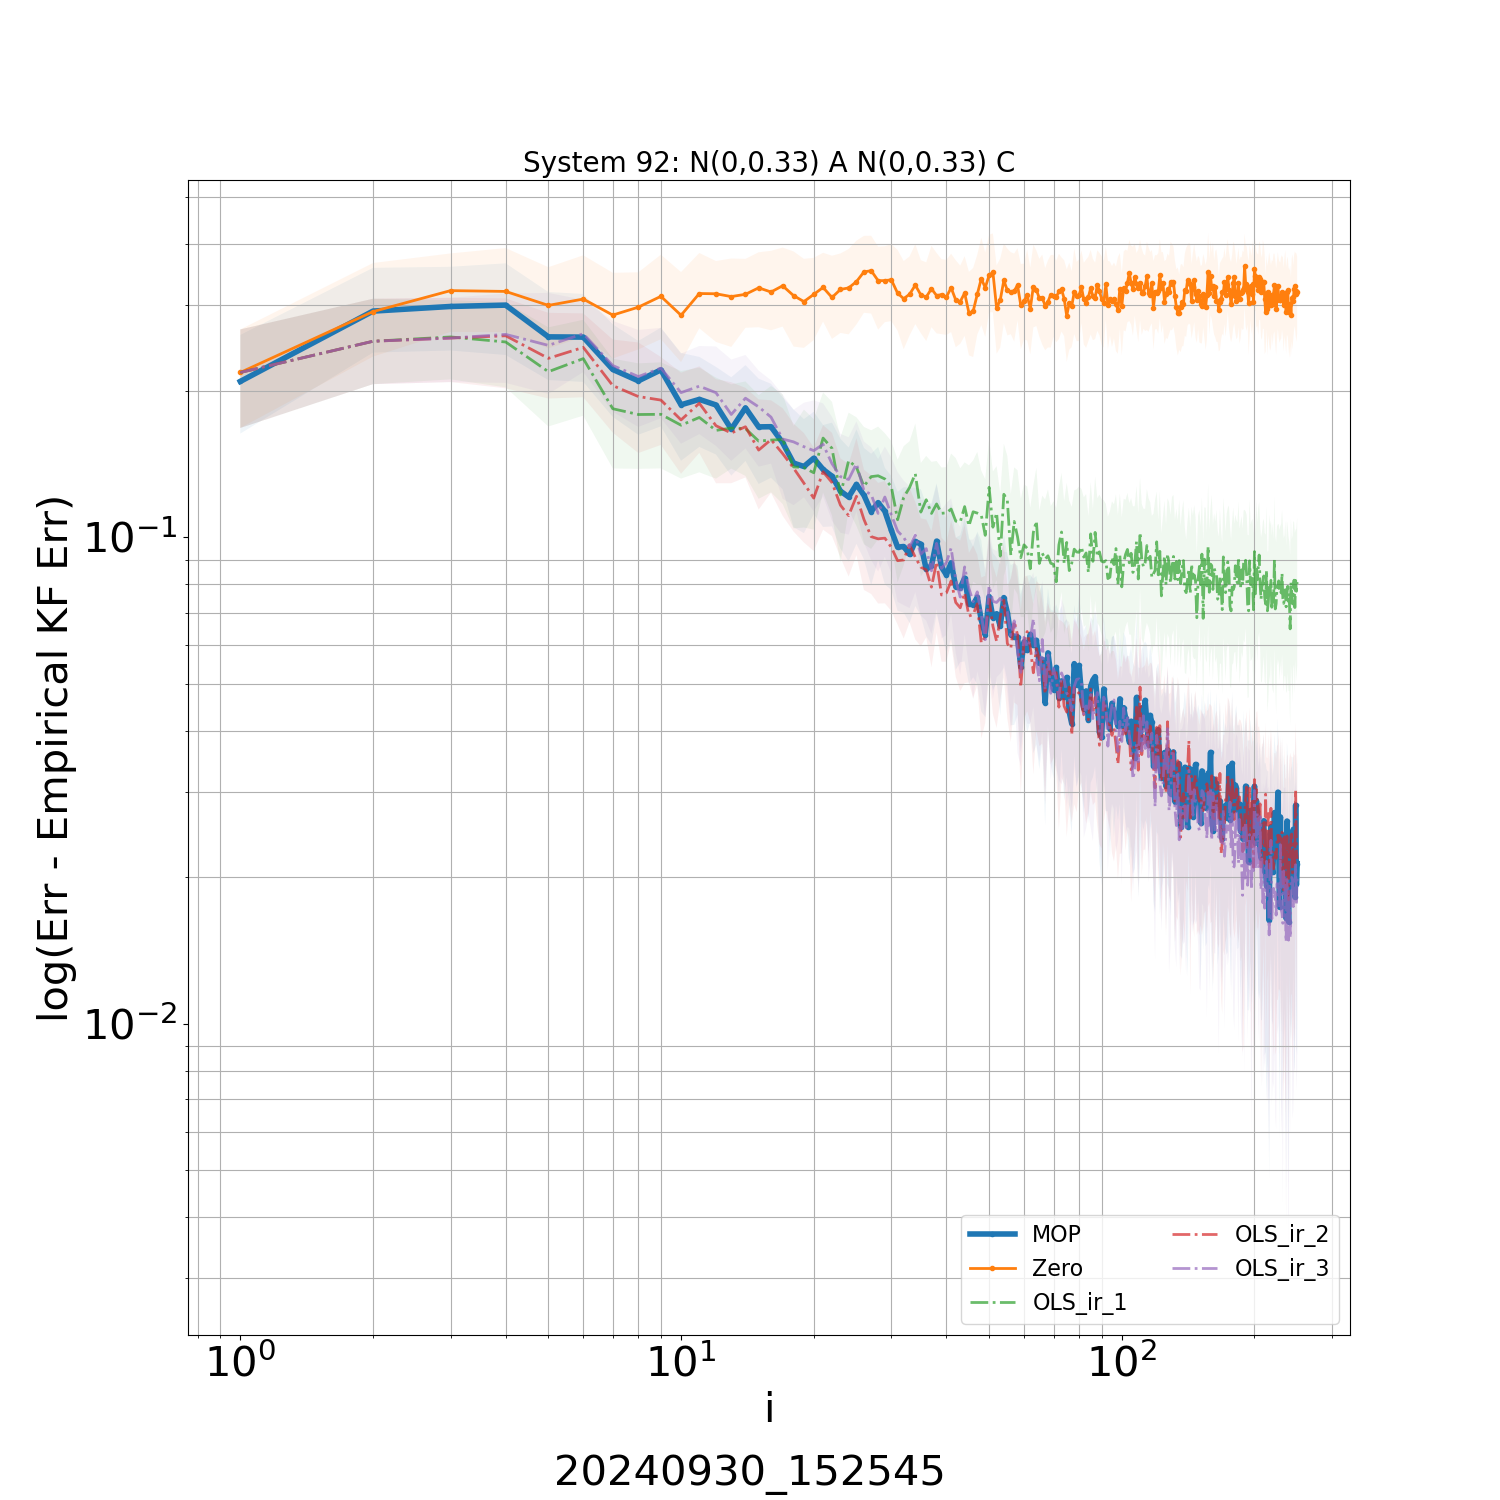 System 92: N(0,0.33) A N(0,0.33) C
log(Err - Empirical KF Err)
10⁻¹
10⁻²
MOP
Zero
OLS_ir_1
OLS_ir_2
OLS_ir_3
10⁰ 10¹ 10²
i
20240930_152545